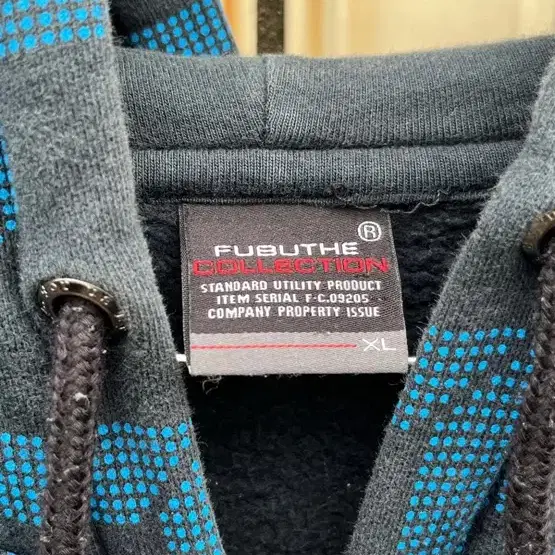 FUBUTHE ®
COLLECTION
STANDARD UTILITY PRODUCT
ITEM SERIAL F-C.09205
COMPANY PROPERTY ISSUE
XL